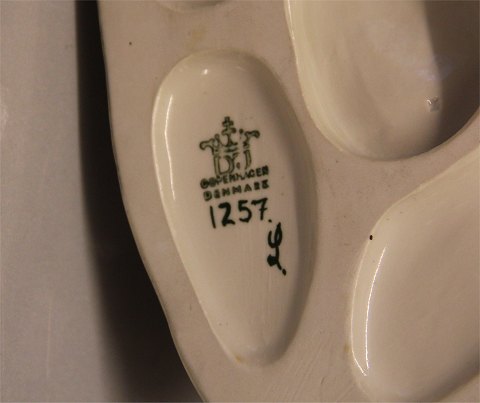 COPENHAGEN
DENMARK
1257.
L.